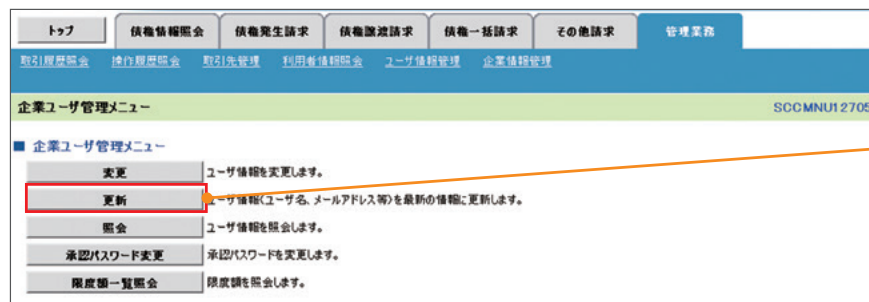 トップ 債権情報照会 債権発生請求 債権譲渡請求 債権一括請求 その他請求 管理業務
取引履歴照会 操作履歴照会 取引先管理 利用者情報照会 ユーザ情報管理 企業情報管理
企業ユーザ管理メニュー SCCMNU12705
■ 企業ユーザ管理メニュー
変更 ユーザ情報を変更します。
更新 ユーザ情報(ユーザ名、メールアドレス等)を最新の情報に更新します。
照会 ユーザ情報を照会します。
承認パスワード変更 承認パスワードを変更します。
限度額一覧照会 限度額を照会します。